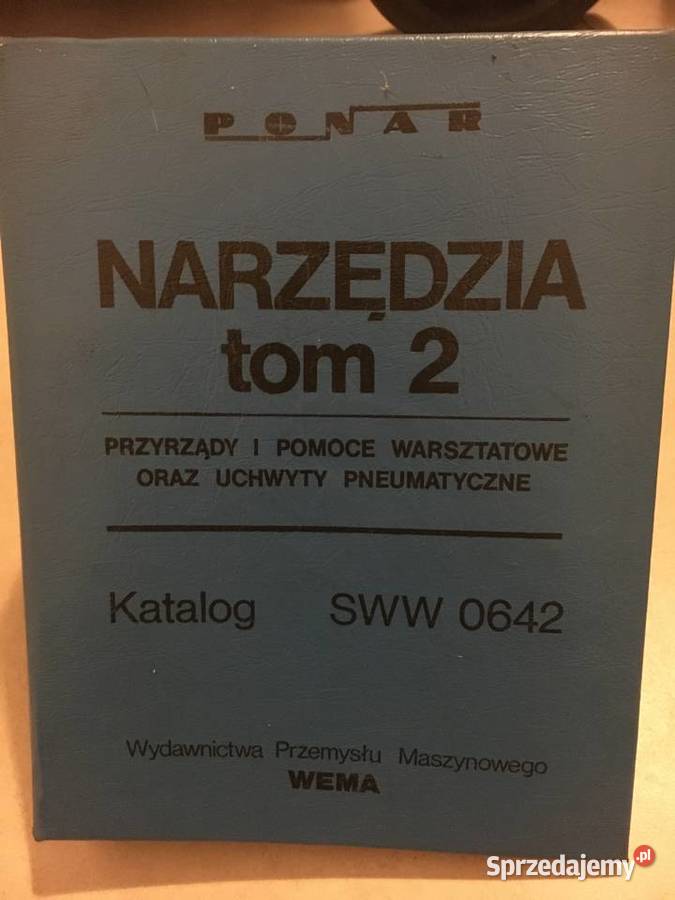 PONAR
NARZĘDZIA
tom 2
PRZYRZĄDY I POMOCE WARSZTATOWE
ORAZ UCHWYTY PNEUMATYCZNE
Katalog SWW 0642
Wydawnictwa Przemysłu Maszynowego
WEMA
Sprzedajemy.pl